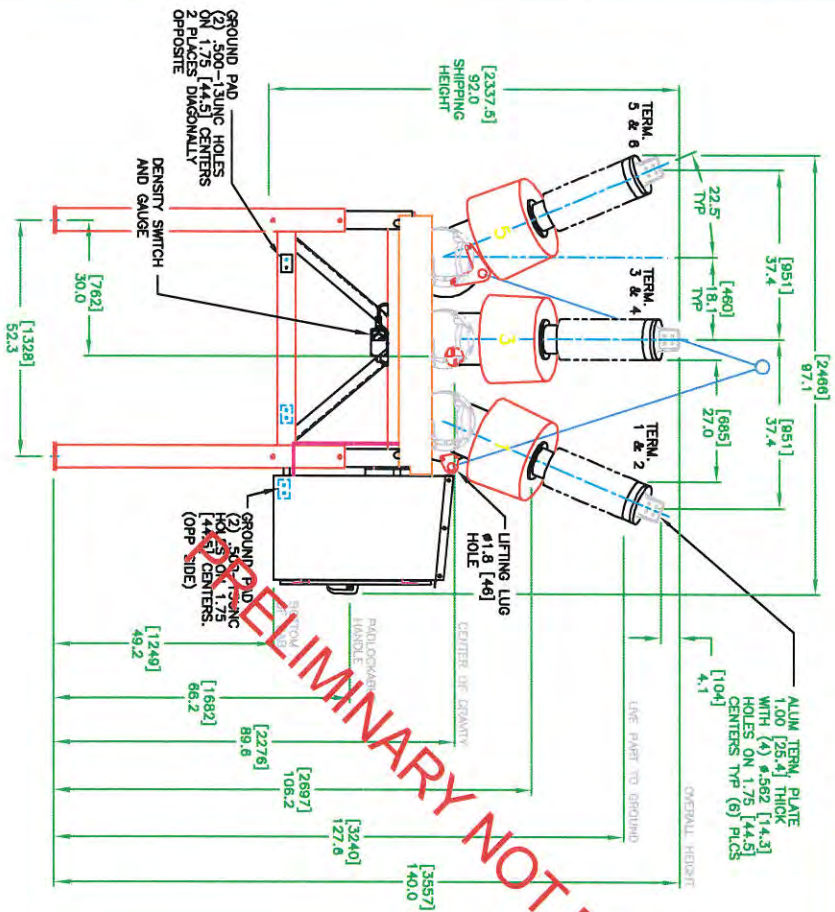 GROUND PAD
(2) .500-13UNC HOLES
ON 1.75 [44.5] CENTERS
2 PLACES DIAGONALLY
OPPOSITE
DENSITY SWITCH
AND GAUGE
[2337.5]
92.0
SHIPPING
HEIGHT
TERM.
5 & 6
22.5°
TYP
[951]
37.4
[460]
18.1
TYP
TERM.
3 & 4
[2466]
97.1
[951]
37.4
[685]
27.0
TERM.
1 & 2
5
3
1
[762]
30.0
[1328]
52.3
LIFTING LUG
ø1.8 [46]
HOLE
ALUM TERM. PLATE
1.00 [25.4] THICK
WITH (4) ø.562 [14.3]
HOLES ON 1.75 [44.5]
CENTERS TYP (6) PLCS
[104]
4.1
OVERALL HEIGHT
LIVE PART TO GROUND
CENTER OF GRAVITY
PADLOCKABLE
HANDLE
BOTTOM
GROUND PAD
(2) .500-13UNC
HOLES ON 1.75
[44.5] CENTERS.
(OPP SIDE)
[1249]
49.2
[1682]
66.2
[2276]
89.6
[2697]
106.2
[3240]
127.6
[3557]
140.0
PRELIMINARY NOT